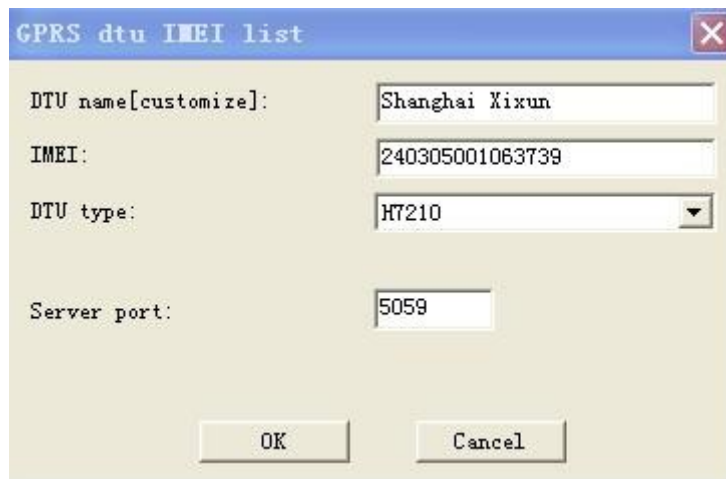 GPRS dtu IMEI list
DTU name[customize]: Shanghai Xixun
IMEI: 240305001063739
DTU type: H7210
Server port: 5059
OK Cancel